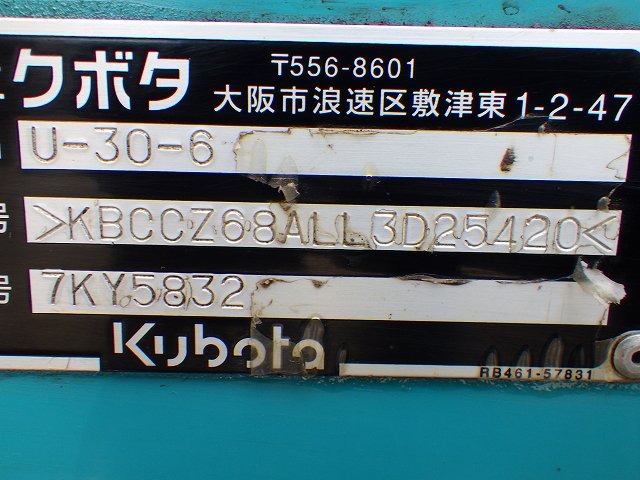 クボタ
〒556-8601
大阪市浪速区敷津東1-2-47
U-30-6
号 >KBCCZ68ALL3D25420<
号 7KY5832
Kubota
RB461-57831